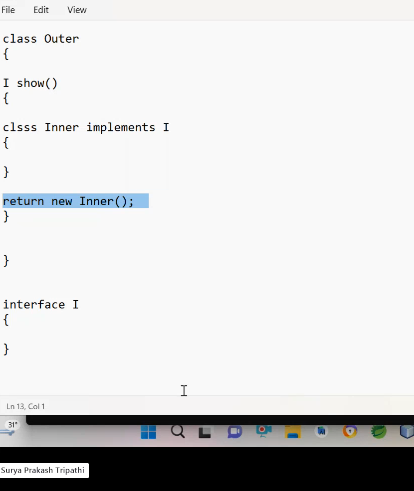 File Edit View
class Outer
{
I show()
{
clsss Inner implements I
{
}
return new Inner();
}
}
interface I
{
}
Ln 13, Col 1
31°
Surya Prakash Tripathi